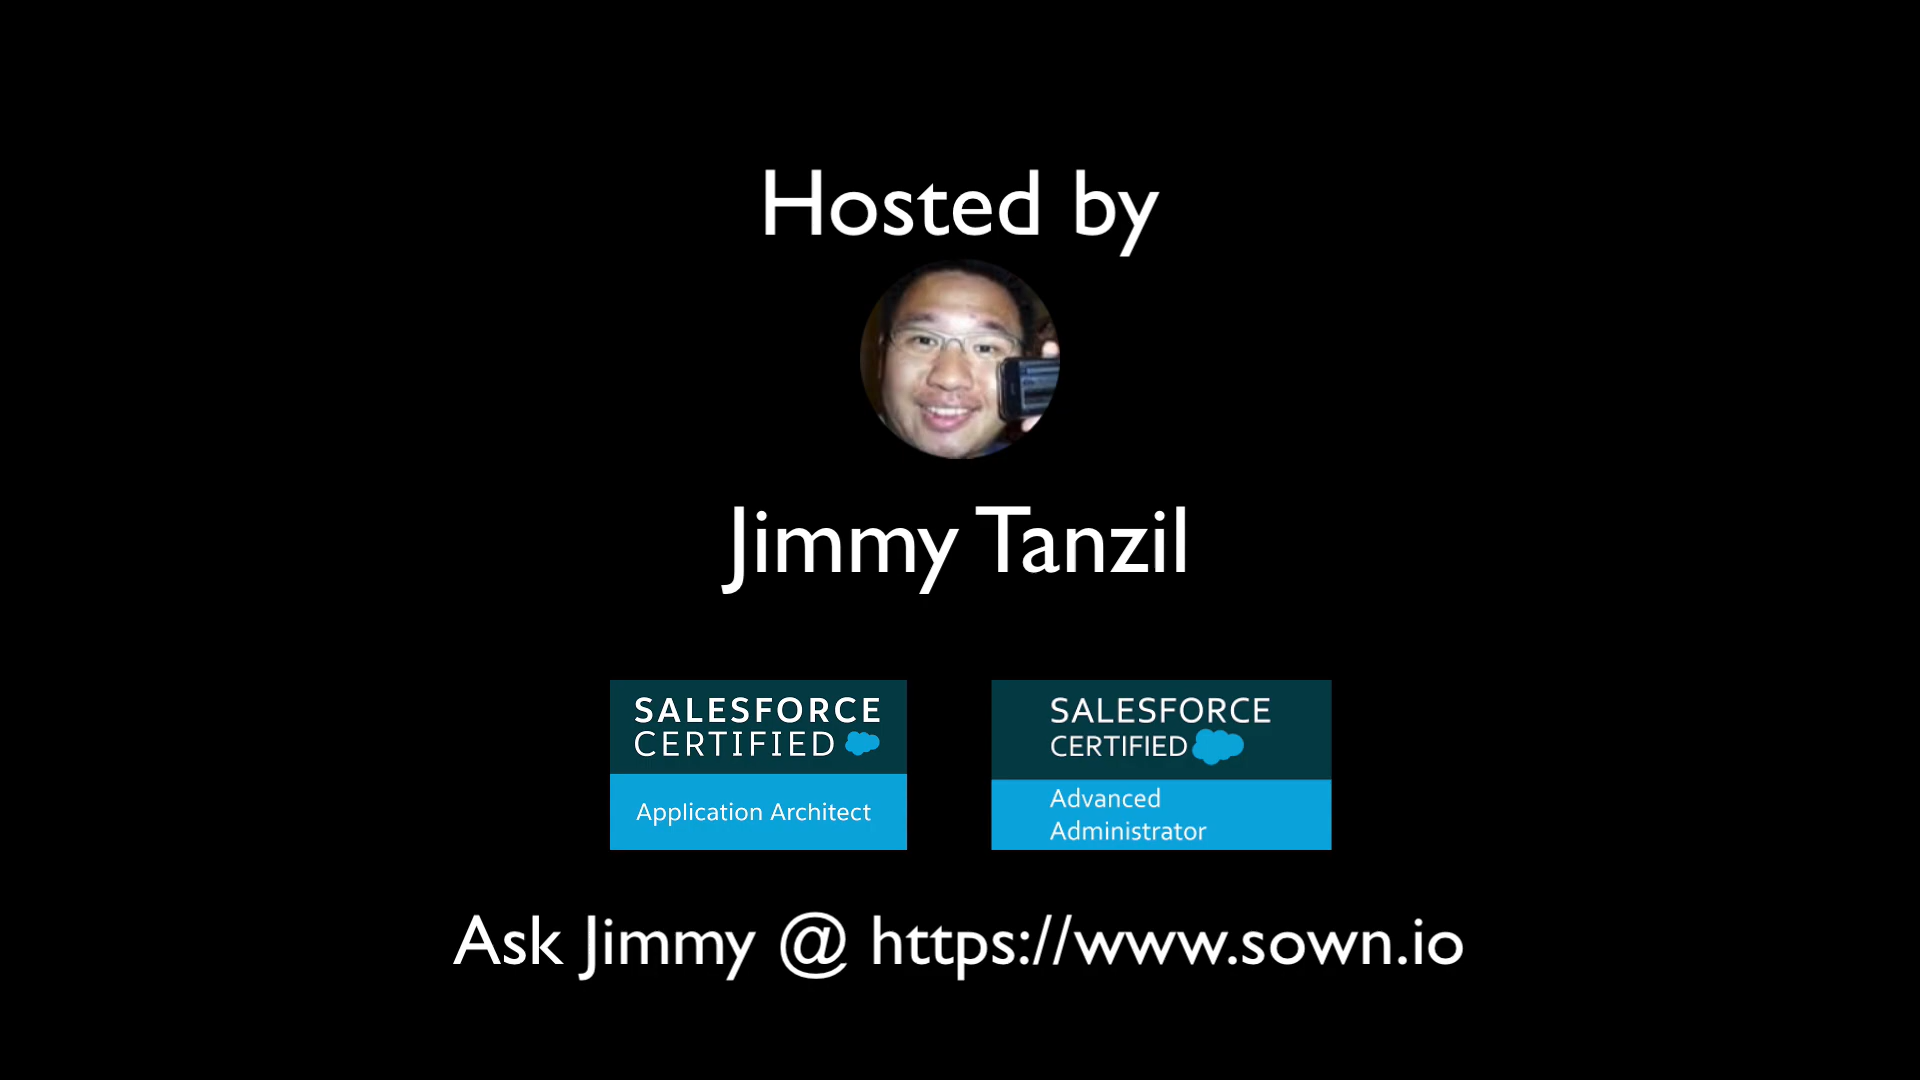 Hosted by
Jimmy Tanzil
SALESFORCE
CERTIFIED
Application Architect
SALESFORCE
CERTIFIED
Advanced
Administrator
Ask Jimmy @ https://www.sown.io